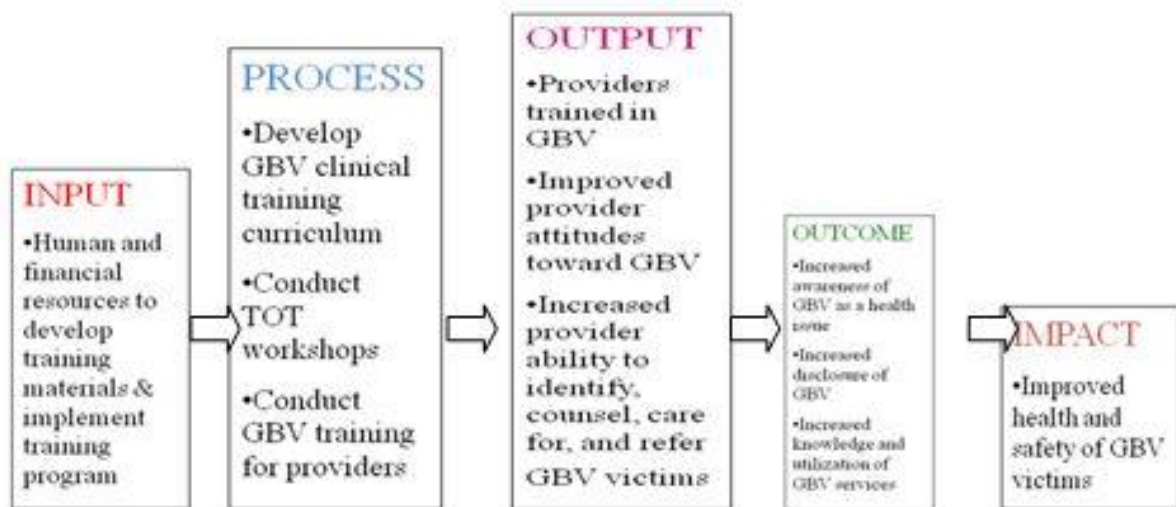 INPUT
•Human and
financial
resources to
develop
training
materials &
implement
training
program
PROCESS
•Develop
GBV clinical
training
curriculum
•Conduct
TOT
workshops
•Conduct
GBV training
for providers
OUTPUT
•Providers
trained in
GBV
•Improved
provider
attitudes
toward GBV
•Increased
provider
ability to
identify,
counsel, care
for, and refer
GBV victims
OUTCOME
•Increased
awareness of
GBV as a health
issue
•Increased
disclosure of
GBV
•Increased
knowledge and
utilization of
GBV services
IMPACT
•Improved
health and
safety of GBV
victims